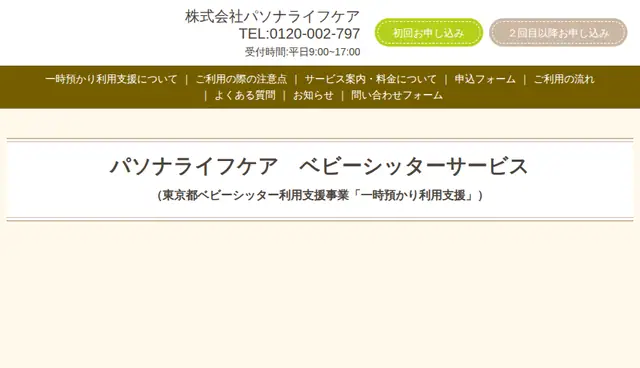 株式会社パソナライフケア
TEL:0120-002-797
受付時間:平日9:00~17:00
初回お申し込み
２回目以降お申し込み
一時預かり利用支援について ｜ ご利用の際の注意点 ｜ サービス案内・料金について ｜ 申込フォーム ｜ ご利用の流れ
｜ よくある質問 ｜ お知らせ ｜ 問い合わせフォーム
パソナライフケア　ベビーシッターサービス
（東京都ベビーシッター利用支援事業「一時預かり利用支援」）